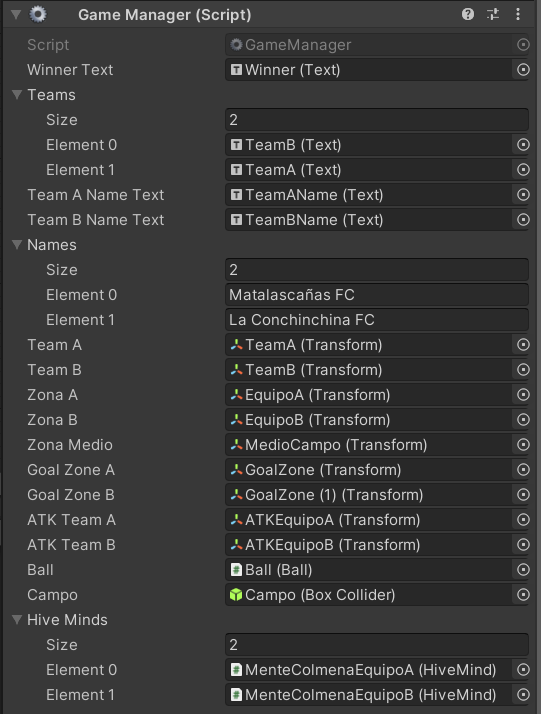 Game Manager (Script)
Script GameManager
Winner Text Winner (Text)
Teams
Size 2
Element 0 TeamB (Text)
Element 1 TeamA (Text)
Team A Name Text TeamAName (Text)
Team B Name Text TeamBName (Text)
Names
Size 2
Element 0 Matalascañas FC
Element 1 La Conchinchina FC
Team A TeamA (Transform)
Team B TeamB (Transform)
Zona A EquipoA (Transform)
Zona B EquipoB (Transform)
Zona Medio MedioCampo (Transform)
Goal Zone A GoalZone (Transform)
Goal Zone B GoalZone (1) (Transform)
ATK Team A ATKEquipoA (Transform)
ATK Team B ATKEquipoB (Transform)
Ball Ball (Ball)
Campo Campo (Box Collider)
Hive Minds
Size 2
Element 0 MenteColmenaEquipoA (HiveMind)
Element 1 MenteColmenaEquipoB (HiveMind)